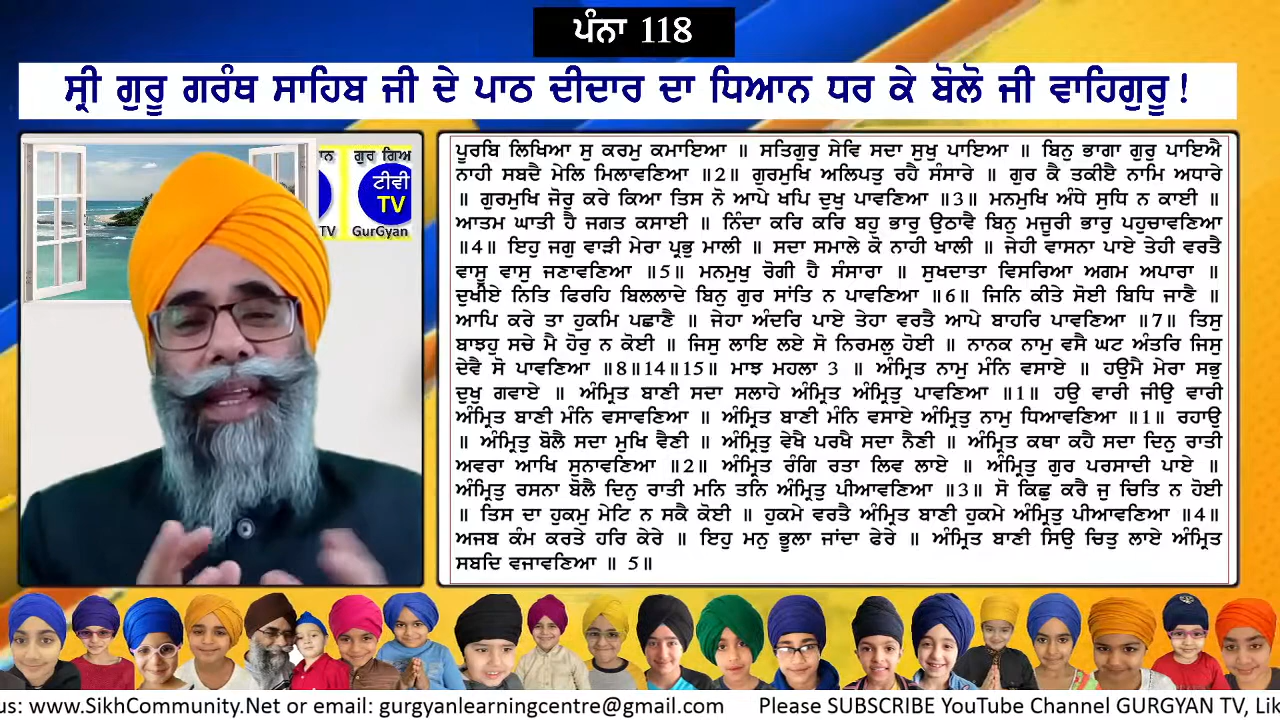 ਪੰਨਾ 118
ਸ੍ਰੀ ਗੁਰੂ ਗਰੰਥ ਸਾਹਿਬ ਜੀ ਦੇ ਪਾਠ ਦੀਦਾਰ ਦਾ ਧਿਆਨ ਧਰ ਕੇ ਬੋਲੋ ਜੀ ਵਾਹਿਗੁਰੂ!
ਗੁਰ ਗਿਅ
ਟੀਵੀ
TV
TV GurGyan
ਪੂਰਬਿ ਲਿਖਿਆ ਸੁ ਕਰਮੁ ਕਮਾਇਆ ॥ ਸਤਿਗੁਰੁ ਸੇਵਿ ਸਦਾ ਸੁਖੁ ਪਾਇਆ ॥ ਬਿਨੁ ਭਾਗਾ ਗੁਰੁ ਪਾਇਐ
ਨਾਹੀ ਸਬਦੈ ਮੇਲਿ ਮਿਲਾਵਣਿਆ ॥2॥ ਗੁਰਮੁਖਿ ਅਲਿਪਤੁ ਰਹੈ ਸੰਸਾਰੇ ॥ ਗੁਰ ਕੈ ਤਕੀਐ ਨਾਮਿ ਅਧਾਰੇ
॥ ਗੁਰਮੁਖਿ ਜੋਰੁ ਕਰੇ ਕਿਆ ਤਿਸ ਨੋ ਆਪੇ ਖਪਿ ਦੁਖੁ ਪਾਵਣਿਆ ॥3॥ ਮਨਮੁਖਿ ਅੰਧੇ ਸੁਧਿ ਨ ਕਾਈ ॥
ਆਤਮ ਘਾਤੀ ਹੈ ਜਗਤ ਕਸਾਈ ॥ ਨਿੰਦਾ ਕਰਿ ਕਰਿ ਬਹੁ ਭਾਰੁ ਉਠਾਵੈ ਬਿਨੁ ਮਜੂਰੀ ਭਾਰੁ ਪਹੁਚਾਵਣਿਆ
॥4॥ ਇਹੁ ਜਗੁ ਵਾੜੀ ਮੇਰਾ ਪ੍ਰਭੁ ਮਾਲੀ ॥ ਸਦਾ ਸਮਾਲੇ ਕੋ ਨਾਹੀ ਖਾਲੀ ॥ ਜੇਹੀ ਵਾਸਨਾ ਪਾਏ ਤੇਹੀ ਵਰਤੈ
ਵਾਸੂ ਵਾਸੁ ਜਣਾਵਣਿਆ ॥5॥ ਮਨਮੁਖੁ ਰੋਗੀ ਹੈ ਸੰਸਾਰਾ ॥ ਸੁਖਦਾਤਾ ਵਿਸਰਿਆ ਅਗਮ ਅਪਾਰਾ ॥
ਦੁਖੀਏ ਨਿਤਿ ਫਿਰਹਿ ਬਿਲਲਾਦੇ ਬਿਨੁ ਗੁਰ ਸਾਂਤਿ ਨ ਪਾਵਣਿਆ ॥6॥ ਜਿਨਿ ਕੀਤੇ ਸੋਈ ਬਿਧਿ ਜਾਣੈ ॥
ਆਪਿ ਕਰੇ ਤਾ ਹੁਕਮਿ ਪਛਾਣੈ ॥ ਜੇਹਾ ਅੰਦਰਿ ਪਾਏ ਤੇਹਾ ਵਰਤੈ ਆਪੇ ਬਾਹਰਿ ਪਾਵਣਿਆ ॥7॥ ਤਿਸੁ
ਬਾਝਹੁ ਸਚੇ ਮੈ ਹੋਰੁ ਨ ਕੋਈ ॥ ਜਿਸੁ ਲਾਇ ਲਏ ਸੋ ਨਿਰਮਲੁ ਹੋਈ ॥ ਨਾਨਕ ਨਾਮੁ ਵਸੈ ਘਟ ਅੰਤਰਿ ਜਿਸੁ
ਦੇਵੈ ਸੋ ਪਾਵਣਿਆ ॥8॥14॥15॥ ਮਾਝ ਮਹਲਾ 3 ॥ ਅੰਮ੍ਰਿਤ ਨਾਮੁ ਮੰਨਿ ਵਸਾਏ ॥ ਹਉਮੈ ਮੇਰਾ ਸਭੁ
ਦੁਖੁ ਗਵਾਏ ॥ ਅੰਮ੍ਰਿਤ ਬਾਣੀ ਸਦਾ ਸਲਾਹੇ ਅੰਮ੍ਰਿਤ ਅੰਮ੍ਰਿਤੁ ਪਾਵਣਿਆ ॥1॥ ਹਉ ਵਾਰੀ ਜੀਉ ਵਾਰੀ
ਅੰਮ੍ਰਿਤ ਬਾਣੀ ਮੰਨਿ ਵਸਾਵਣਿਆ ॥ ਅੰਮ੍ਰਿਤ ਬਾਣੀ ਮੰਨਿ ਵਸਾਏ ਅੰਮ੍ਰਿਤੁ ਨਾਮੁ ਧਿਆਵਣਿਆ ॥1॥ ਰਹਾਉ
॥ ਅੰਮ੍ਰਿਤੁ ਬੋਲੈ ਸਦਾ ਮੁਖਿ ਵੈਣੀ ॥ ਅੰਮ੍ਰਿਤੁ ਵੇਖੈ ਪਰਖੈ ਸਦਾ ਨੈਣੀ ॥ ਅੰਮ੍ਰਿਤ ਕਥਾ ਕਹੈ ਸਦਾ ਦਿਨੁ ਰਾਤੀ
ਅਵਰਾ ਆਖਿ ਸੁਨਾਵਣਿਆ ॥2॥ ਅੰਮ੍ਰਿਤ ਰੰਗਿ ਰਤਾ ਲਿਵ ਲਾਏ ॥ ਅੰਮ੍ਰਿਤੁ ਗੁਰ ਪਰਸਾਦੀ ਪਾਏ ॥
ਅੰਮ੍ਰਿਤੁ ਰਸਨਾ ਬੋਲੈ ਦਿਨੁ ਰਾਤੀ ਮਨਿ ਤਨਿ ਅੰਮ੍ਰਿਤੁ ਪੀਆਵਣਿਆ ॥3॥ ਸੋ ਕਿਛੁ ਕਰੈ ਜੁ ਚਿਤਿ ਨ ਹੋਈ
॥ ਤਿਸ ਦਾ ਹੁਕਮੁ ਮੇਟਿ ਨ ਸਕੈ ਕੋਈ ॥ ਹੁਕਮੇ ਵਰਤੈ ਅੰਮ੍ਰਿਤ ਬਾਣੀ ਹੁਕਮੇ ਅੰਮ੍ਰਿਤੁ ਪੀਆਵਣਿਆ ॥4॥
ਅਜਬ ਕੰਮ ਕਰਤੇ ਹਰਿ ਕੇਰੇ ॥ ਇਹੁ ਮਨੁ ਭੂਲਾ ਜਾਂਦਾ ਫੇਰੇ ॥ ਅੰਮ੍ਰਿਤ ਬਾਣੀ ਸਿਉ ਚਿਤੁ ਲਾਏ ਅੰਮ੍ਰਿਤ
ਸਬਦਿ ਵਜਾਵਣਿਆ ॥ 5॥
us: www.SikhCommunity.Net or email: gurgyanlearningcentre@gmail.com Please SUBSCRIBE YouTube Channel GURGYAN TV, Lik